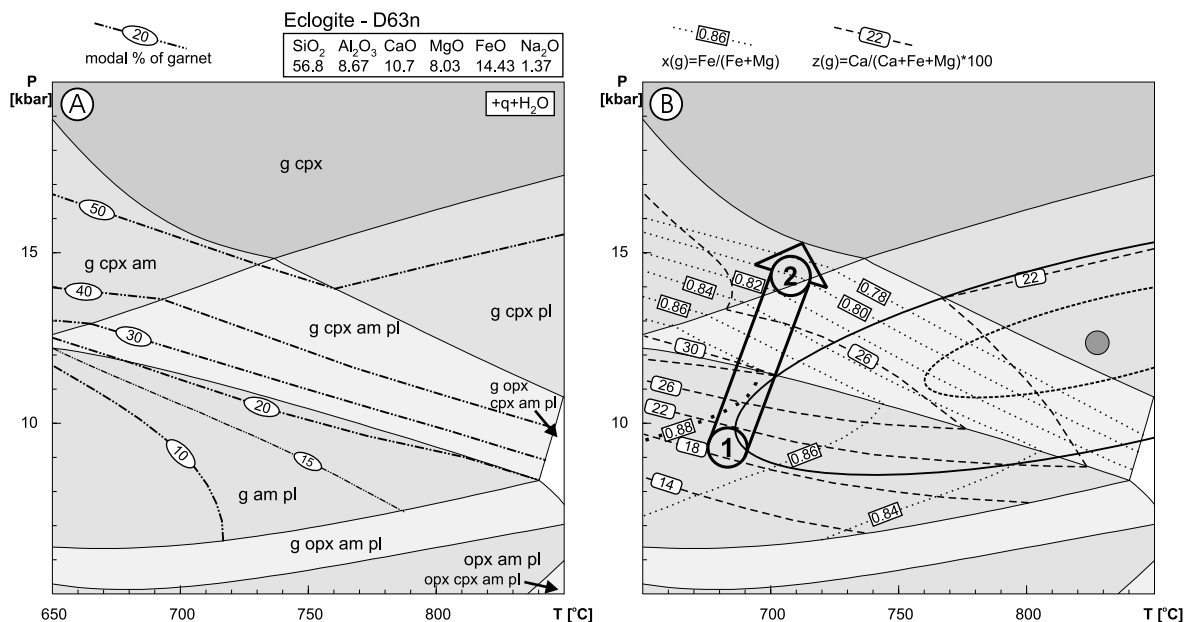 20
modal % of garnet
Eclogite - D63n
SiO₂ Al₂O₃ CaO MgO FeO Na₂O
56.8 8.67 10.7 8.03 14.43 1.37
0.86
x(g)=Fe/(Fe+Mg)
22
z(g)=Ca/(Ca+Fe+Mg)*100
P
[kbar]
A
+q+H₂O
g cpx
50
15
g cpx am
40
g cpx am pl
g cpx pl
30
g opx
cpx am pl
20
10
10
15
g am pl
g opx am pl
opx am pl
opx cpx am pl
650 700 750 800 T [°C]
P
[kbar]
B
15
2
0.82
0.84
0.86
0.78
0.80
22
30
26
26
22
10
0.88
18
1
0.86
14
0.84
700 750 800 T [°C]